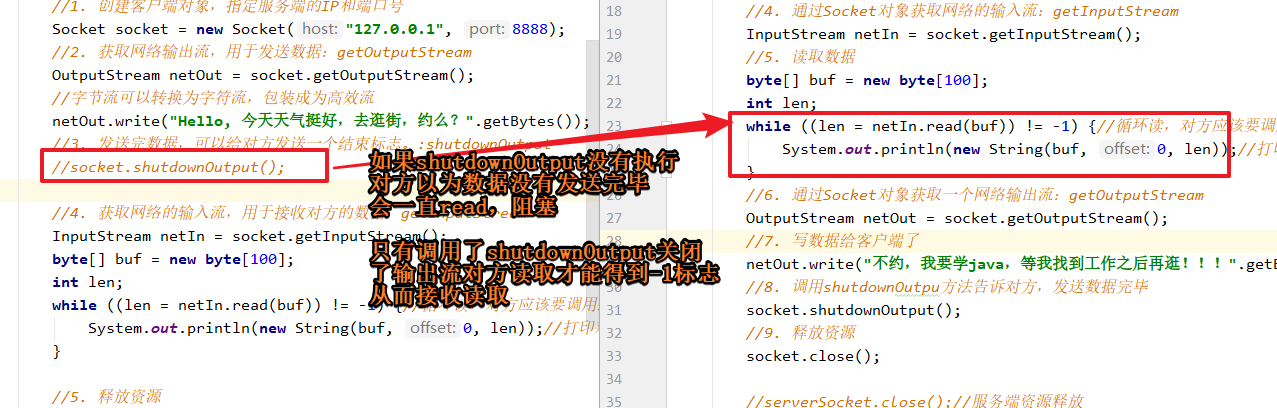 //1. 创建客户端对象，指定服务端的IP和端口号
Socket socket = new Socket( host: "127.0.0.1", port: 8888);
//2. 获取网络输出流，用于发送数据：getOutputStream
OutputStream netOut = socket.getOutputStream();
//字节流可以转换为字符流，包装成为高效流
netOut.write("Hello, 今天天气挺好，去逛街，约么？".getBytes());
//3. 发送完数据，可以给对方发送一个结束标志。:shutdownOutput
//socket.shutdownOutput();
//4. 获取网络的输入流，用于接收对方的数
InputStream netIn = socket.getInputStream();
byte[] buf = new byte[100];
int len;
while ((len = netIn.read(buf)) != -1) {//循环读，对方应该要调用
System.out.println(new String(buf, offset: 0, len));//打印
}
//5. 释放资源
如果shutdownOutput没有执行
对方以为数据没有发送完毕
会一直read，阻塞
只有调用了shutdownOutput关闭
了输出流对方读取才能得到-1标志
从而接收读取
18
19
20
21
22
23
26
27
28
29
30
31
32
33
34
35
//4. 通过Socket对象获取网络的输入流：getInputStream
InputStream netIn = socket.getInputStream();
//5. 读取数据
byte[] buf = new byte[100];
int len;
while ((len = netIn.read(buf)) != -1) {//循环读，对方应该要调
System.out.println(new String(buf, offset: 0, len));//打
}
//6. 通过Socket对象获取一个网络输出流：getOutputStream
OutputStream netOut = socket.getOutputStream();
//7. 写数据给客户端了
netOut.write("不约，我要学java，等我找到工作之后再逛！！！".getB
//8. 调用shutdownOutpu方法告诉对方，发送数据完毕
socket.shutdownOutput();
//9. 释放资源
socket.close();
//serverSocket.close();//服务端资源释放